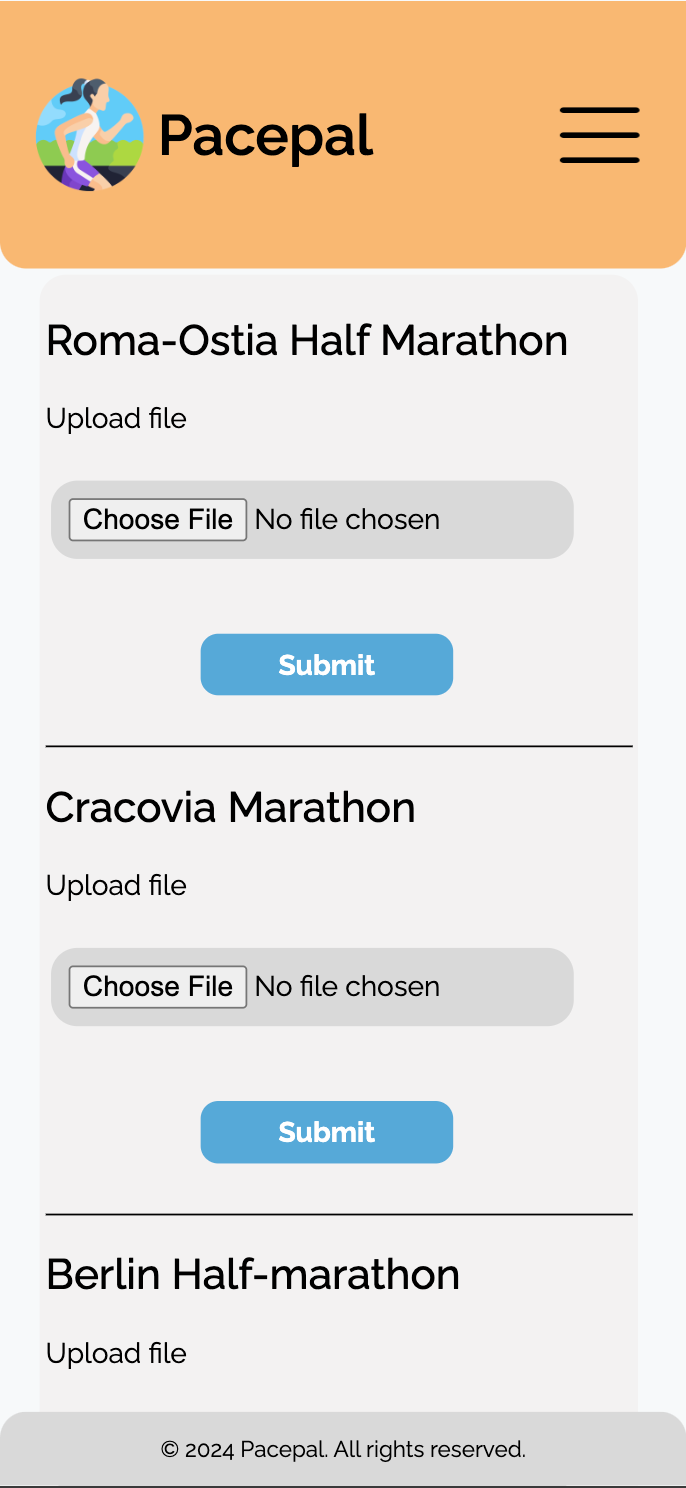 Pacepal
Roma-Ostia Half Marathon
Upload file
Choose File No file chosen
Submit
Cracovia Marathon
Upload file
Choose File No file chosen
Submit
Berlin Half-marathon
Upload file
© 2024 Pacepal. All rights reserved.